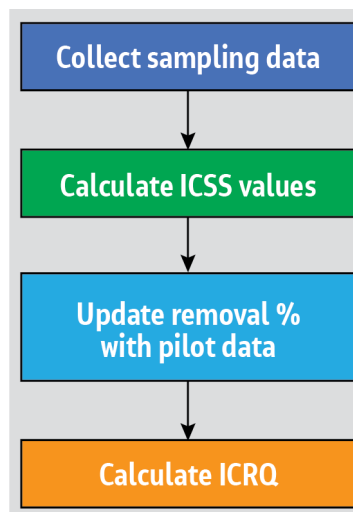 Collect sampling data
Calculate ICSS values
Update removal %
with pilot data
Calculate ICRQ